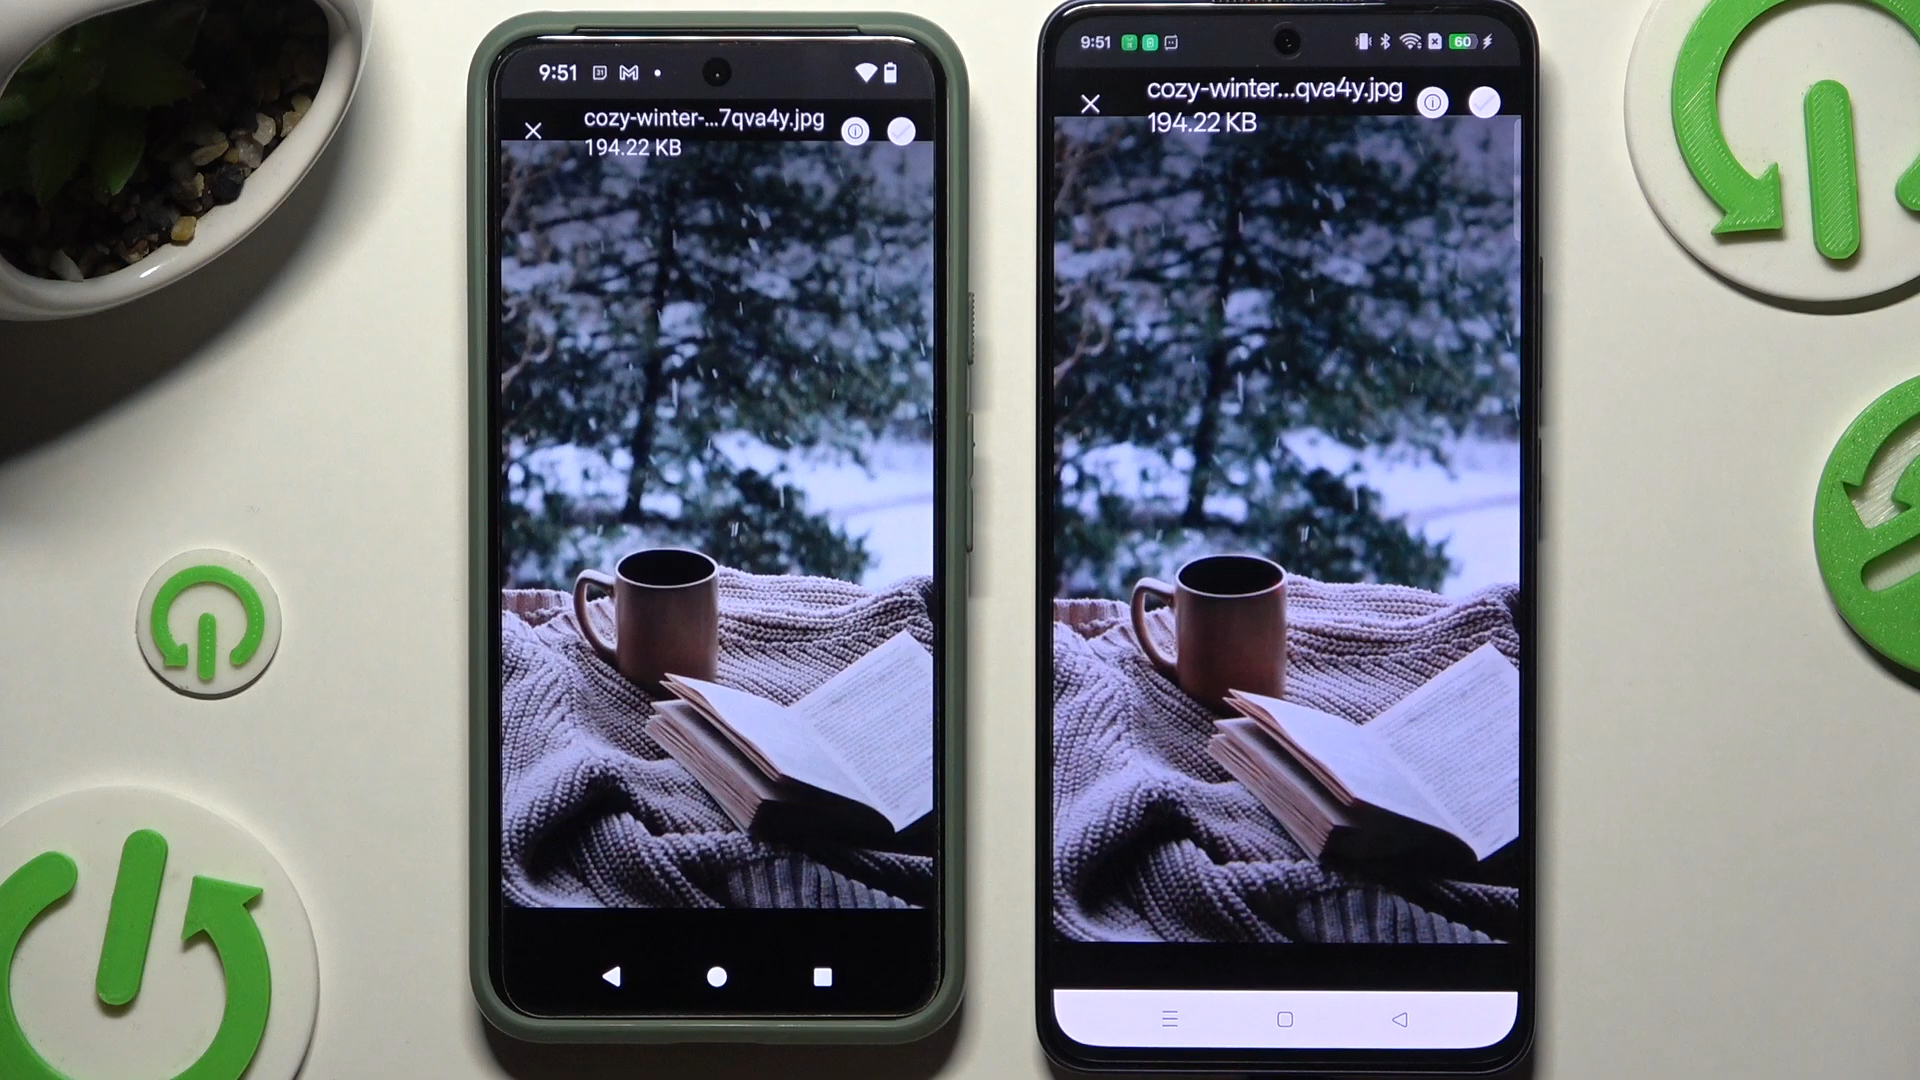 9:51
cozy-winter-...7qva4y.jpg
194.22 KB
9:51
60
cozy-winter...qva4y.jpg
194.22 KB